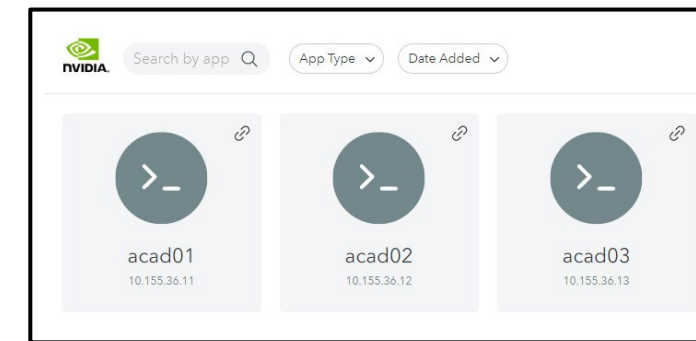 NVIDIA.
Search by app
App Type
Date Added
>_
>_
>_
acad01
acad02
acad03
10.155.36.11
10.155.36.12
10.155.36.13